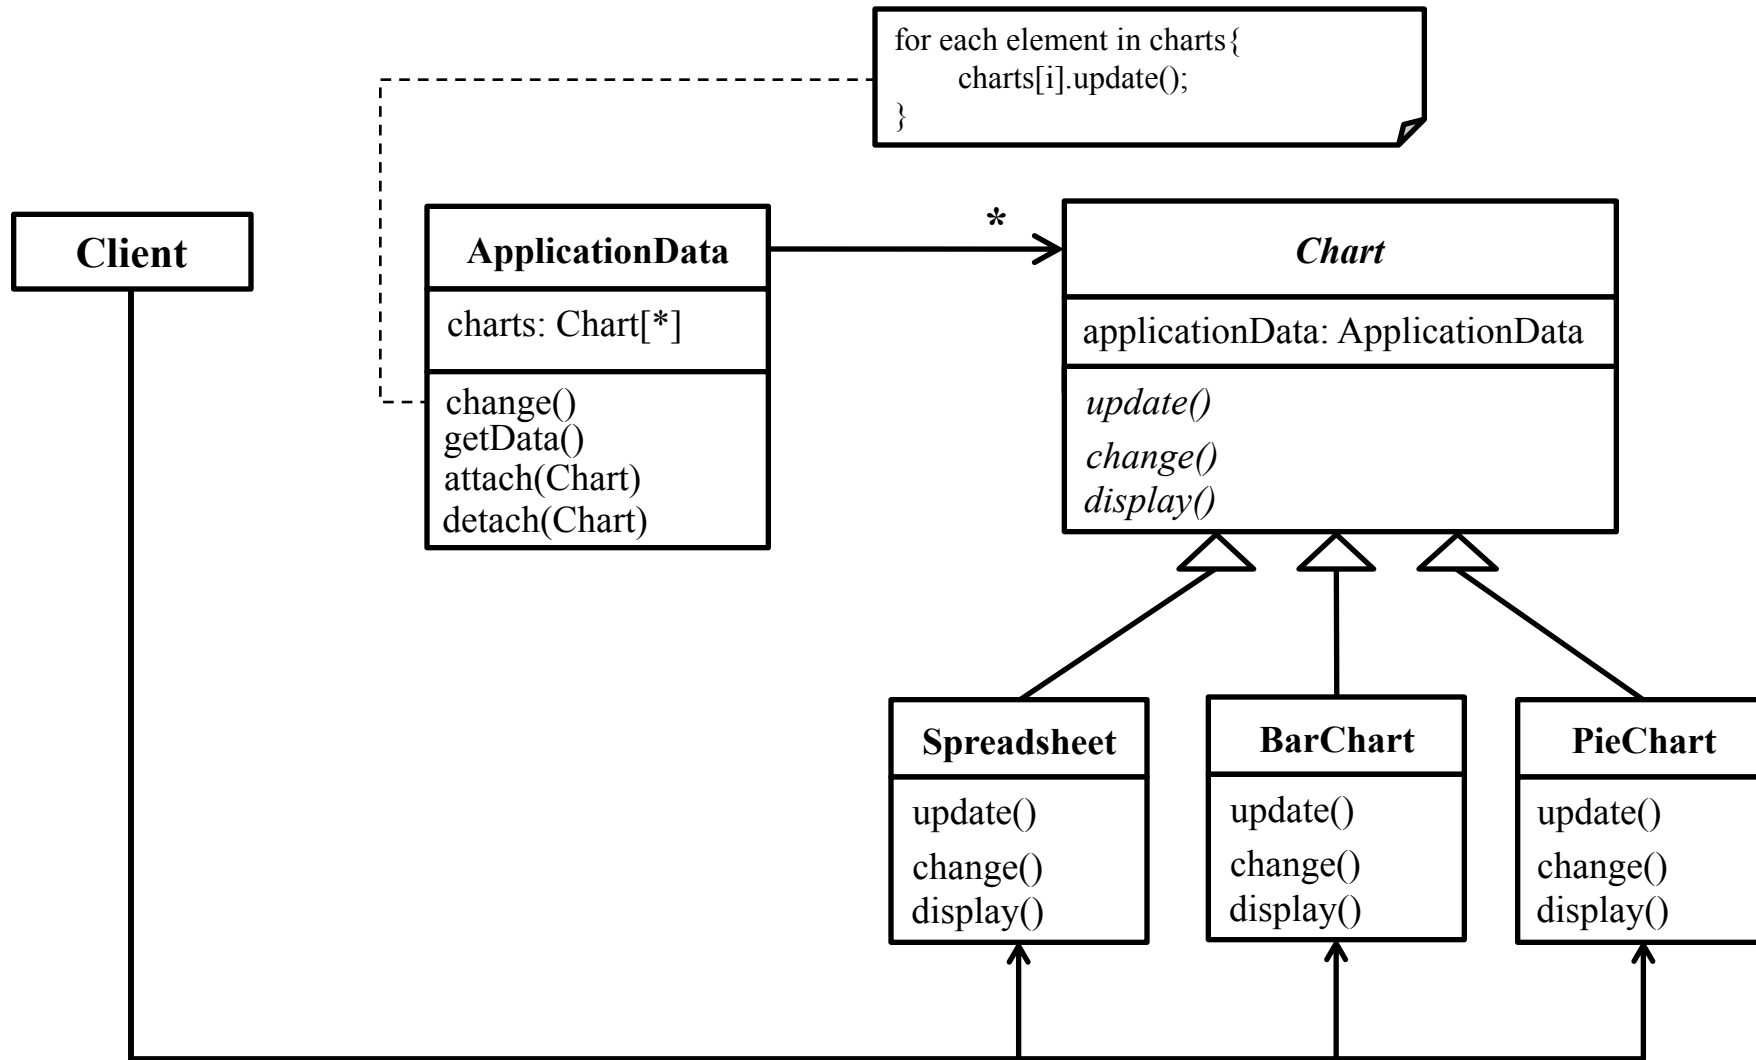 for each element in charts{
charts[i].update();
}
Client
ApplicationData
*
Chart
charts: Chart[*]
applicationData: ApplicationData
change()
getData()
attach(Chart)
detach(Chart)
update()
change()
display()
Spreadsheet
update()
change()
display()
BarChart
update()
change()
display()
PieChart
update()
change()
display()